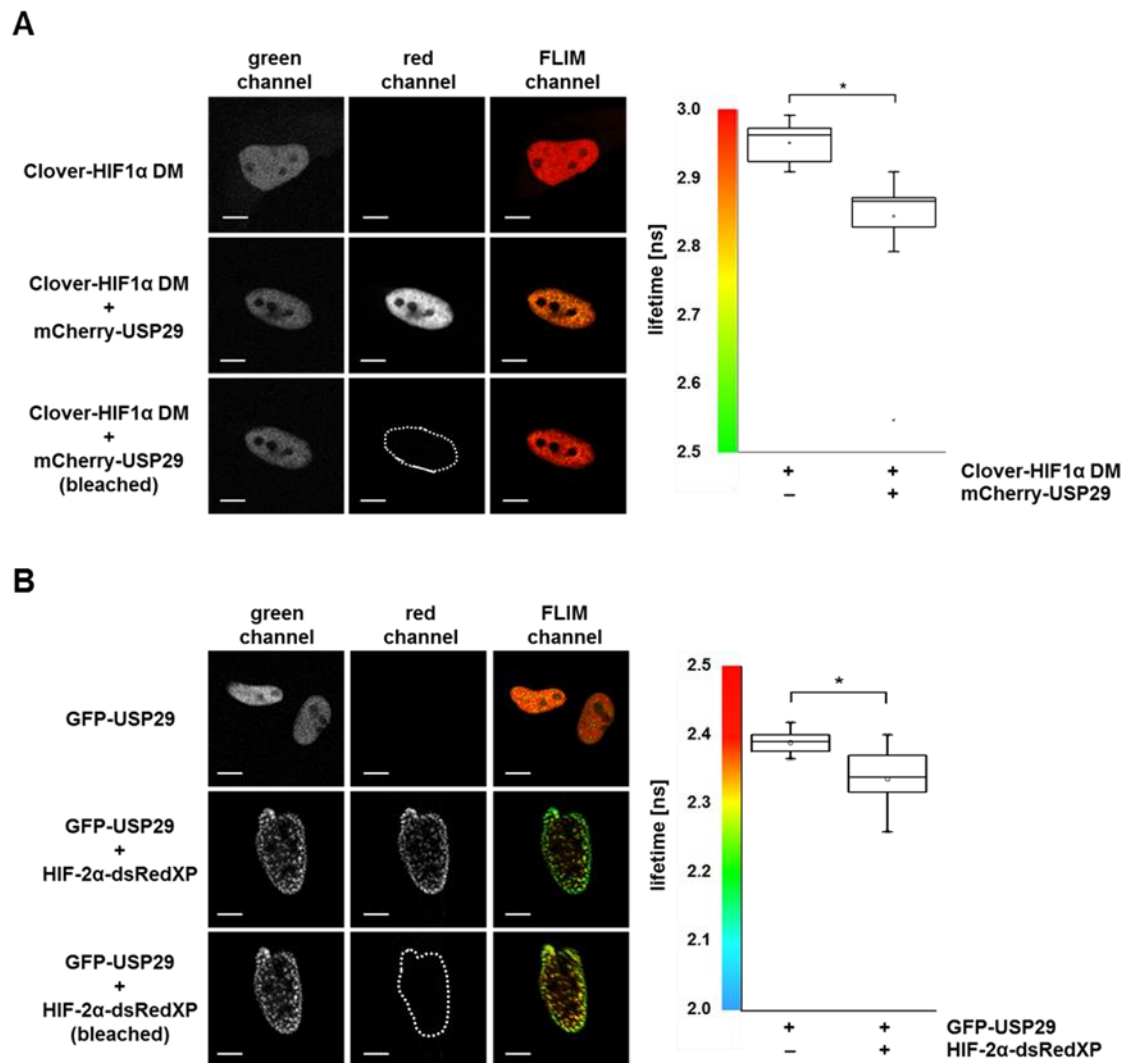 A
green channel
red channel
FLIM channel
Clover-HIF1α DM
Clover-HIF1α DM
+
mCherry-USP29
Clover-HIF1α DM
+
mCherry-USP29
(bleached)
lifetime [ns]
3.0
2.9
2.8
2.7
2.6
2.5
*
+ + Clover-HIF1α DM
– + mCherry-USP29
B
green channel
red channel
FLIM channel
GFP-USP29
GFP-USP29
+
HIF-2α-dsRedXP
GFP-USP29
+
HIF-2α-dsRedXP
(bleached)
lifetime [ns]
2.5
2.4
2.3
2.2
2.1
2.0
*
+ + GFP-USP29
– + HIF-2α-dsRedXP